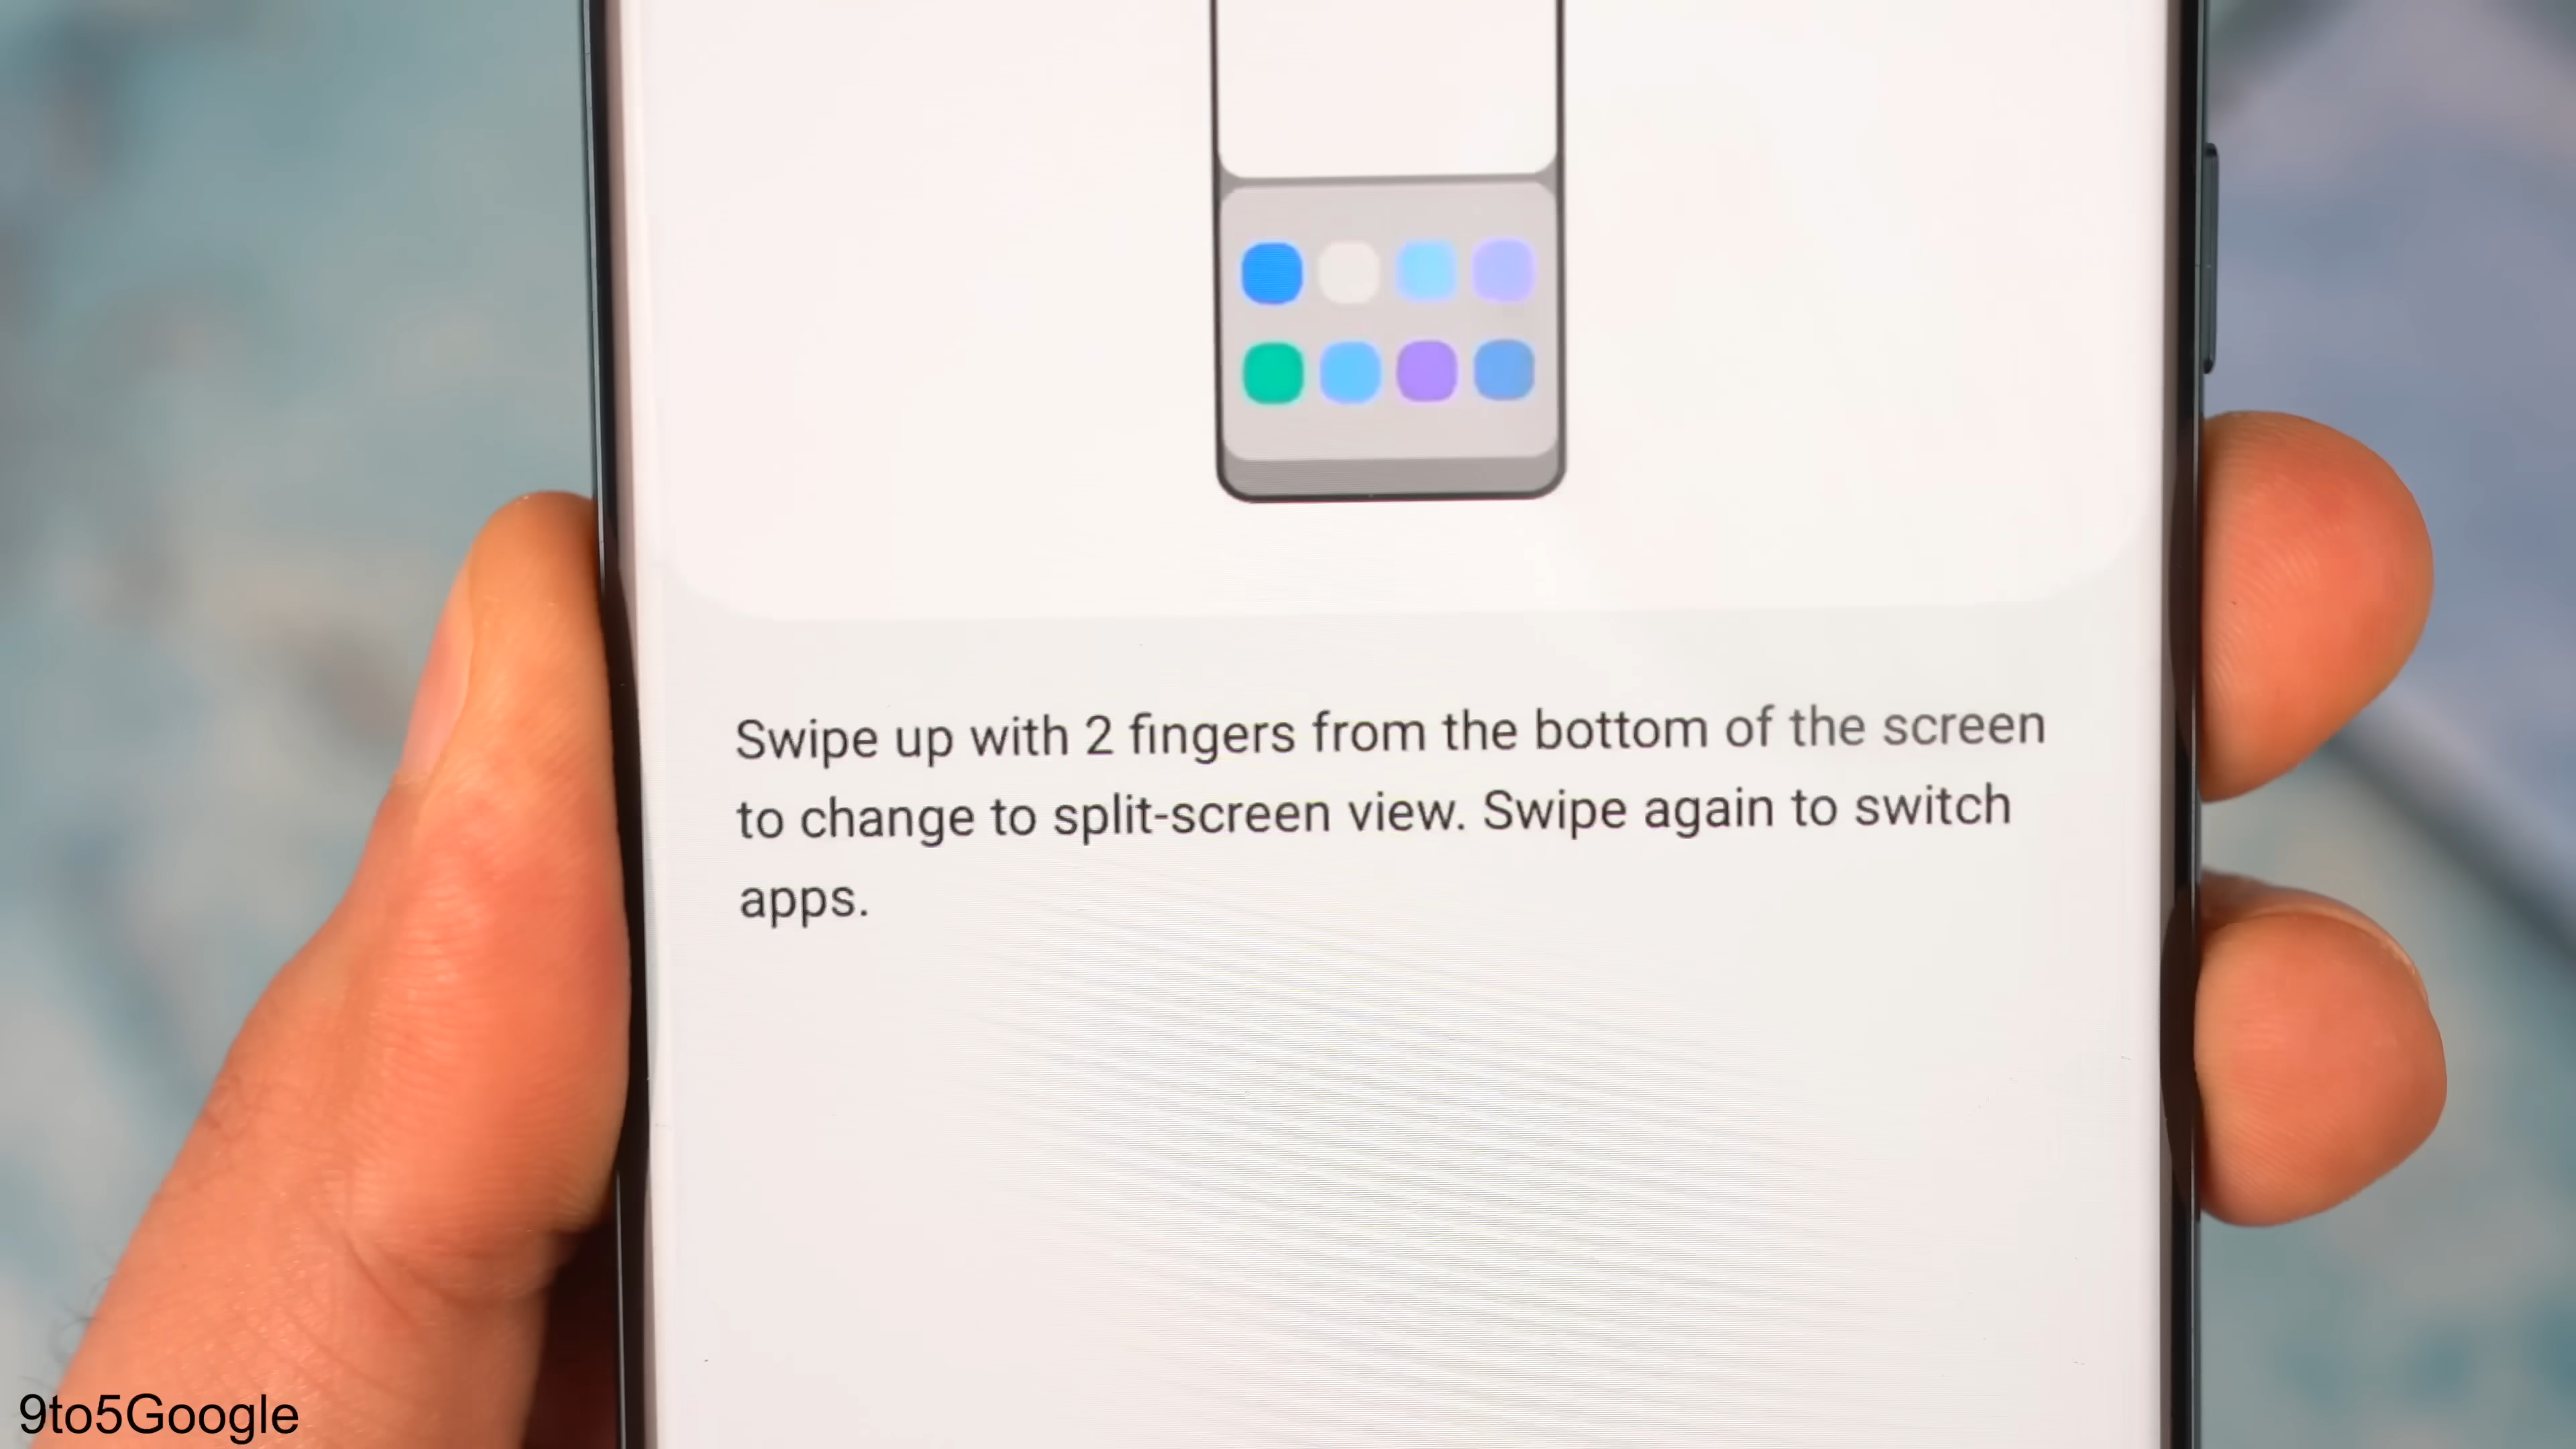 Swipe up with 2 fingers from the bottom of the screen
to change to split-screen view. Swipe again to switch
apps.
9to5Google